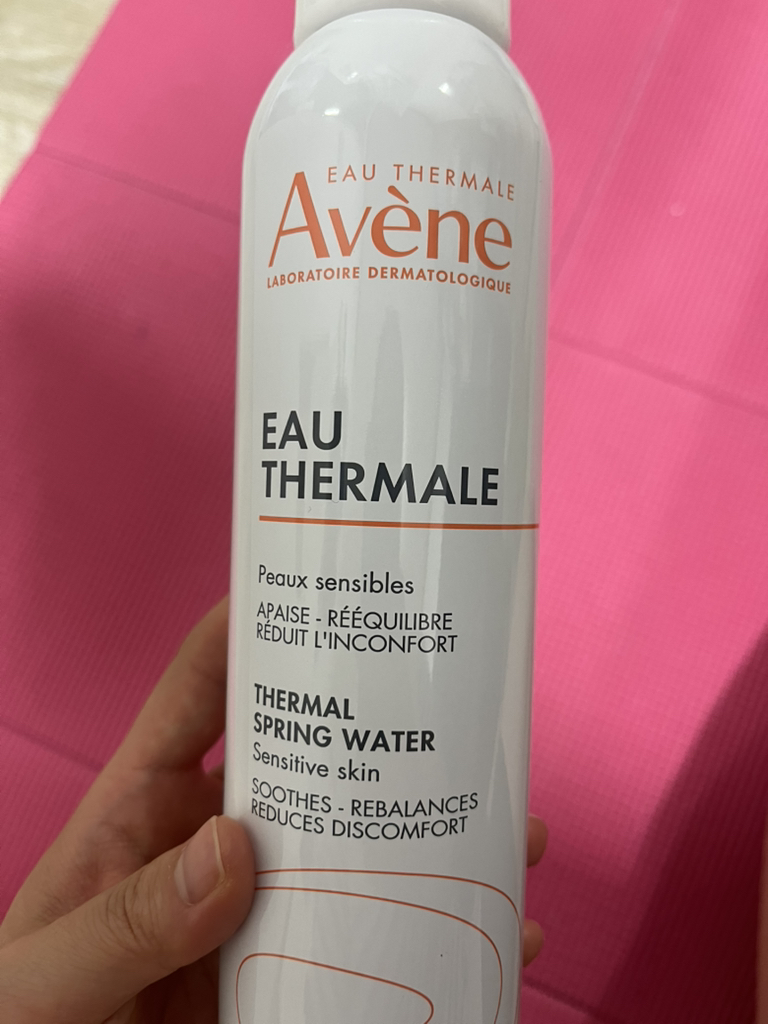 EAU THERMALE
Avène
LABORATOIRE DERMATOLOGIQUE
EAU
THERMALE
Peaux sensibles
APAISE - RÉÉQUILIBRE
RÉDUIT L'INCONFORT
THERMAL
SPRING WATER
Sensitive skin
SOOTHES - REBALANCES
REDUCES DISCOMFORT